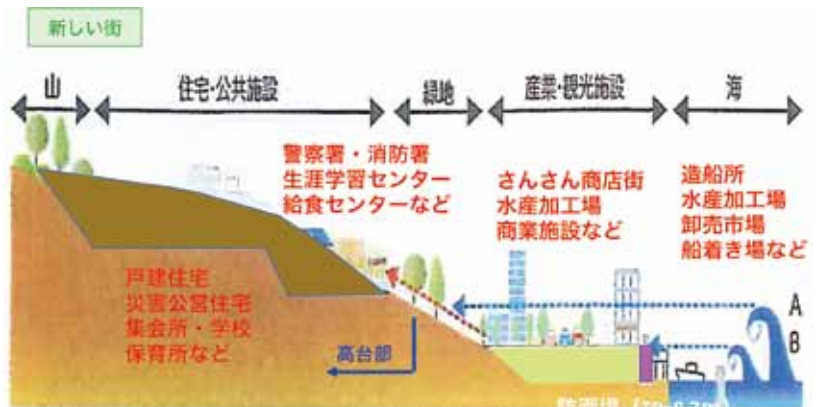 新しい街
山
住宅・公共施設
緑地
産業・観光施設
海
警察署・消防署
生涯学習センター
給食センターなど
さんさん商店街
水産加工場
商業施設など
造船所
水産加工場
卸売市場
船着き場など
戸建住宅
災害公営住宅
集会所・学校
保育所など
高台部
A
B